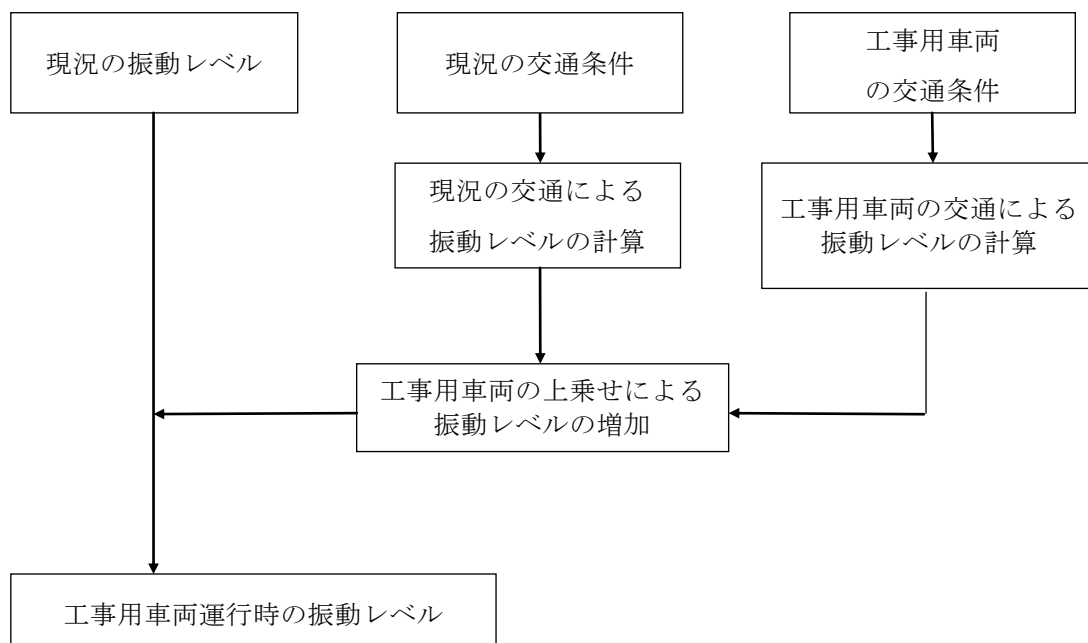 現況の振動レベル
現況の交通条件
工事用車両
の交通条件
現況の交通による
振動レベルの計算
工事用車両の交通による
振動レベルの計算
工事用車両の上乗せによる
振動レベルの増加
工事用車両運行時の振動レベル